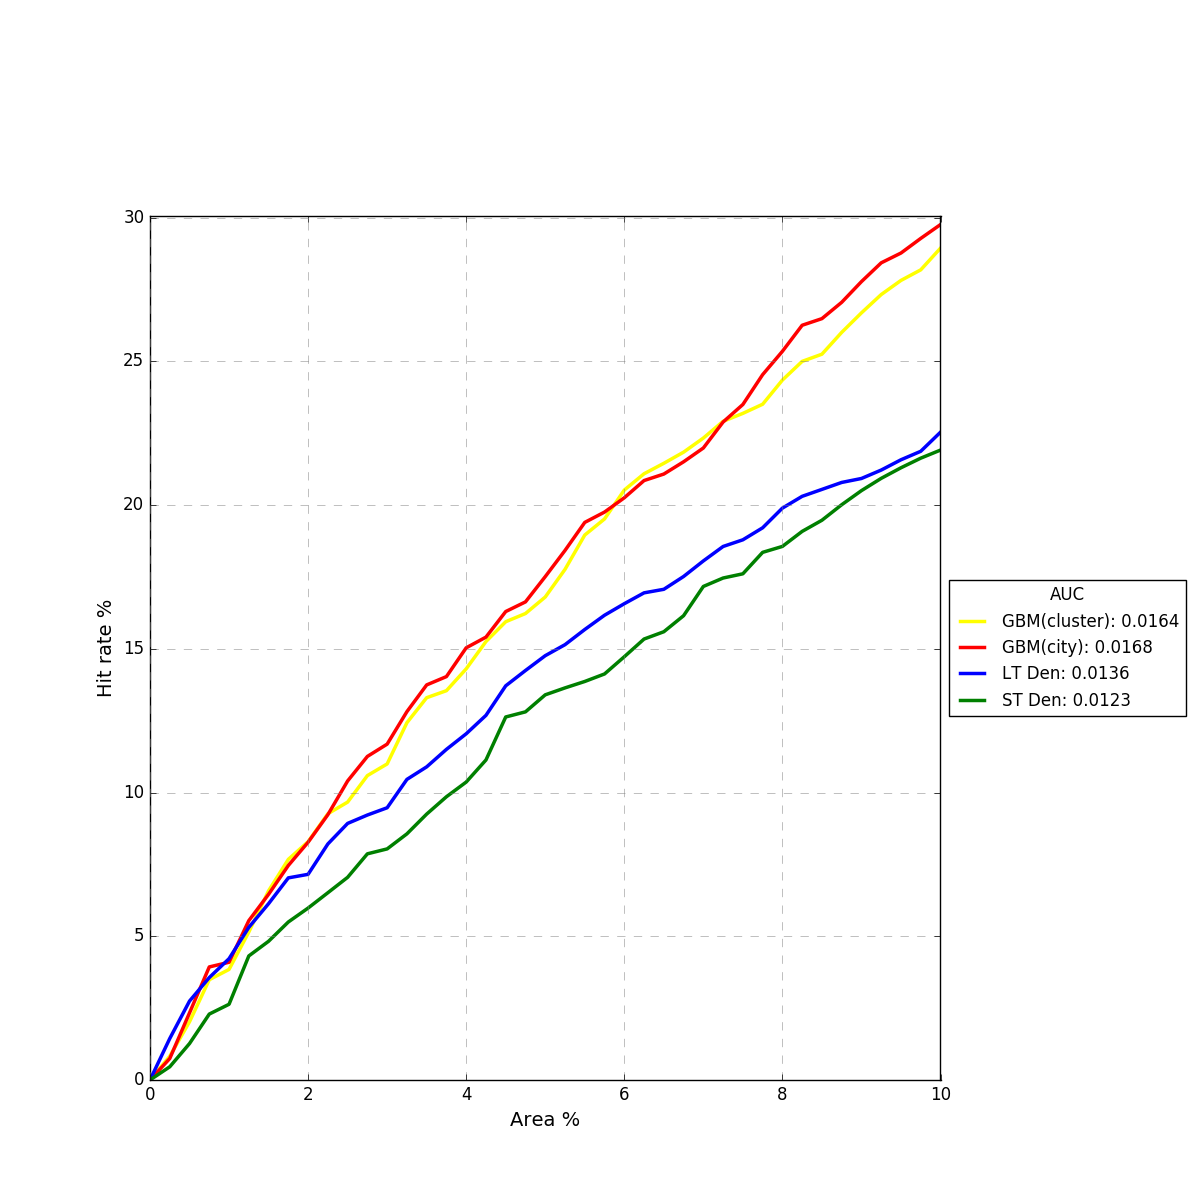 30
25
20
15
10
5
0
Hit rate %
0 2 4 6 8 10
Area %
AUC
GBM(cluster): 0.0164
GBM(city): 0.0168
LT Den: 0.0136
ST Den: 0.0123